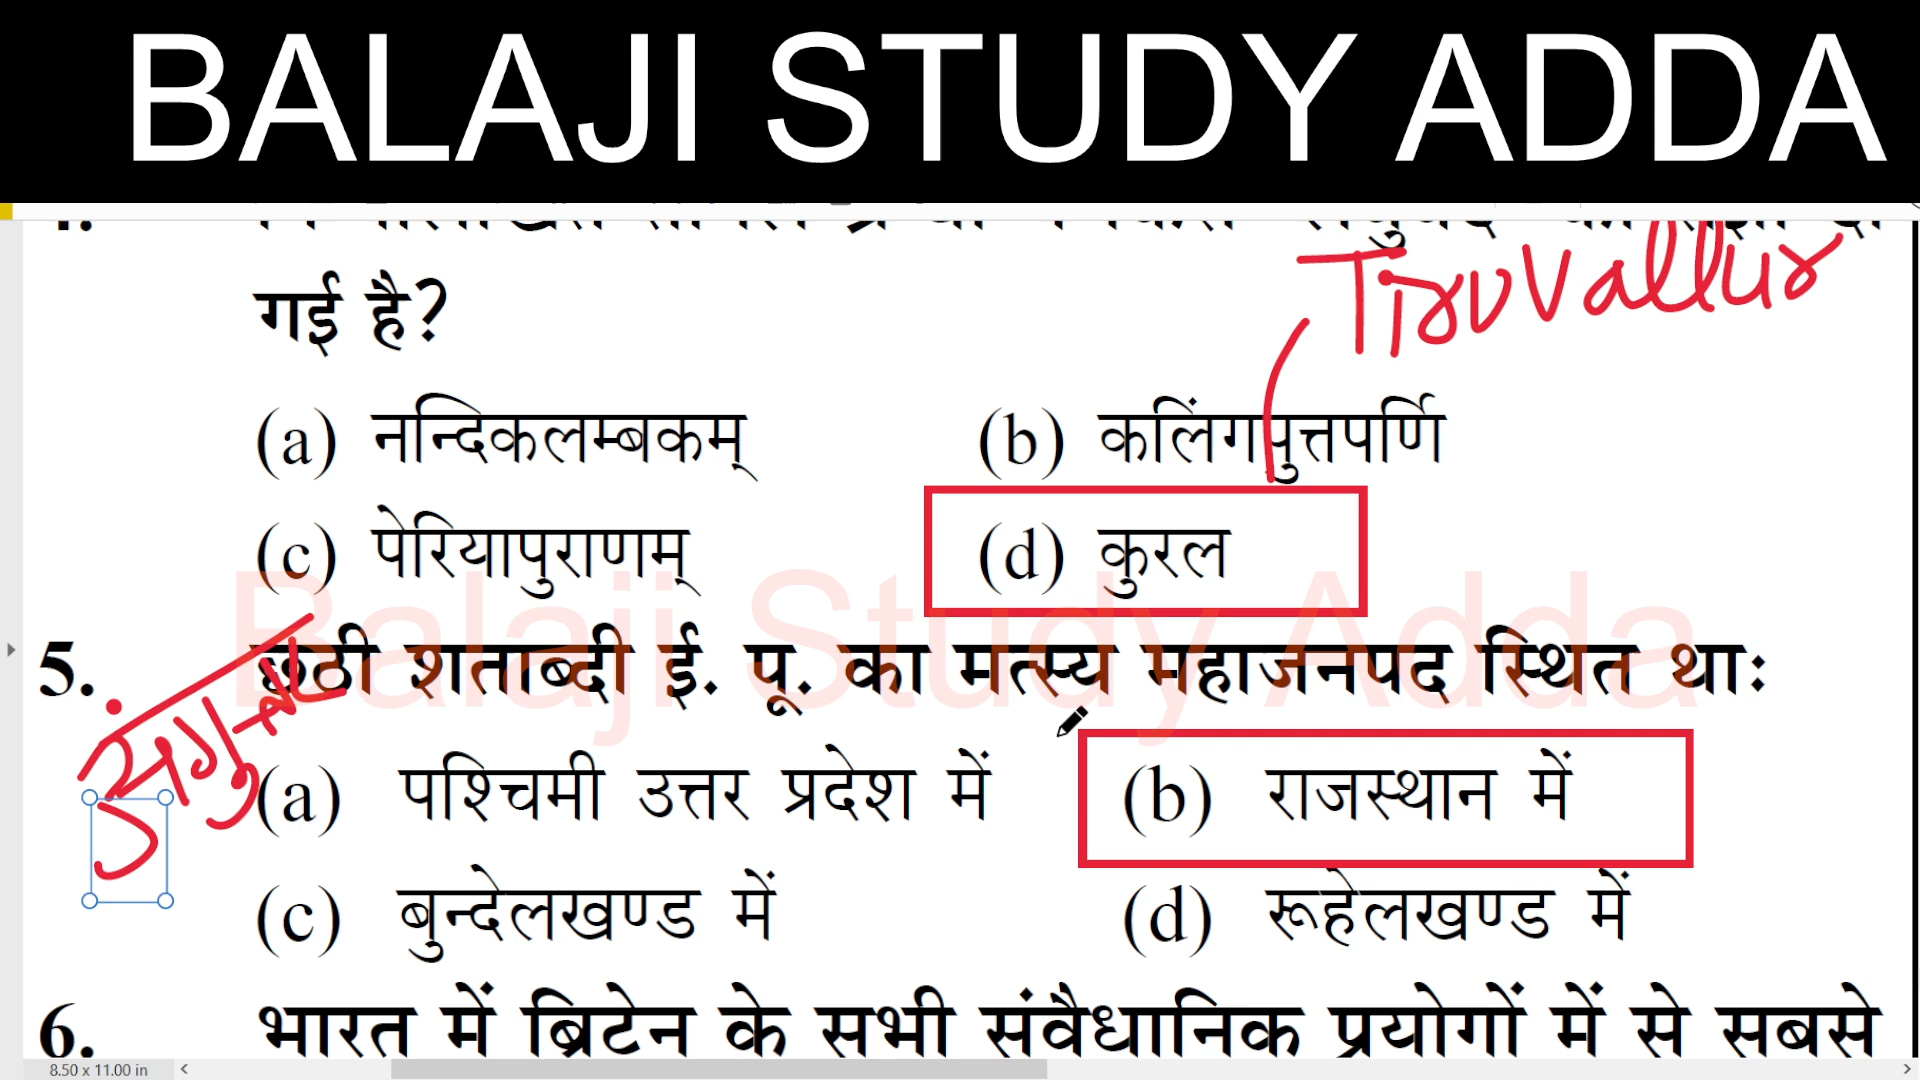 BALAJI STUDY ADDA
गई है?
Tiruvallur
(a) नन्दिकलम्बकम् (b) कलिंगपुत्तपर्णि
(c) पेरियापुराणम् (d) कुरल
Balaji Study Adda
5. छठी शताब्दी ई. पू. का मत्स्य महाजनपद स्थित थाः
(a) पश्चिमी उत्तर प्रदेश में (b) राजस्थान में
(c) बुन्देलखण्ड में (d) रूहेलखण्ड में
6. भारत में ब्रिटेन के सभी संवैधानिक प्रयोगों में से सबसे
8.50 x 11.00 in